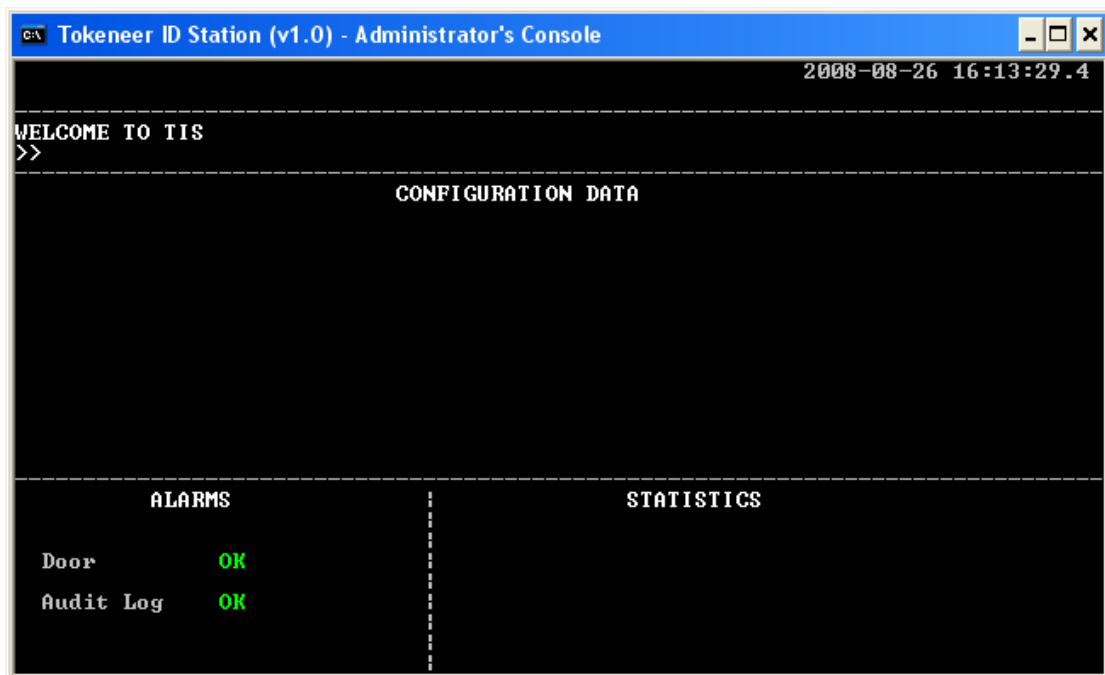 Tokeneer ID Station (v1.0) - Administrator's Console
2008-08-26 16:13:29.4
WELCOME TO TIS
>>
CONFIGURATION DATA
ALARMS
STATISTICS
Door OK
Audit Log OK